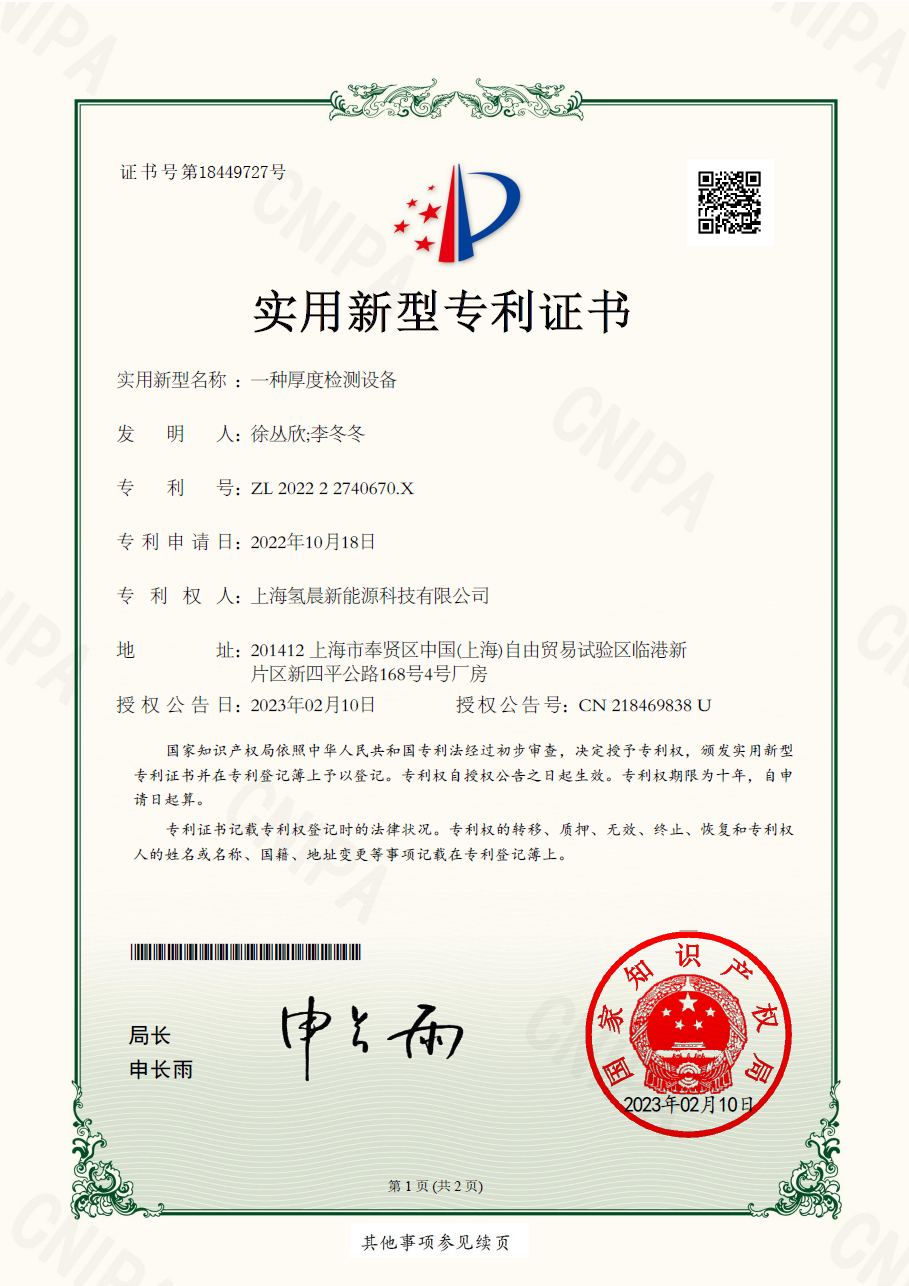 证书号第18449727号
实用新型专利证书
实用新型名称：一种厚度检测设备
发明人：徐丛欣;李冬冬
专利号：ZL 2022 2 2740670.X
专利申请日：2022年10月18日
专利权人：上海氢晨新能源科技有限公司
地址：201412 上海市奉贤区中国(上海)自由贸易试验区临港新
片区新四平公路168号4号厂房
授权公告日：2023年02月10日 授权公告号：CN 218469838 U
国家知识产权局依照中华人民共和国专利法经过初步审查，决定授予专利权，颁发实用新型
专利证书并在专利登记簿上予以登记。专利权自授权公告之日起生效。专利权期限为十年，自申
请日起算。
专利证书记载专利权登记时的法律状况。专利权的转移、质押、无效、终止、恢复和专利权
人的姓名或名称、国籍、地址变更等事项记载在专利登记簿上。
局长
申长雨
申长雨
国家知识产权局
2023年02月10日
第 1 页 (共 2 页)
其他事项参见续页
CNIPA
CNIPA
CNIPA
CNIPA
CNIPA
CNIPA
CNIPA